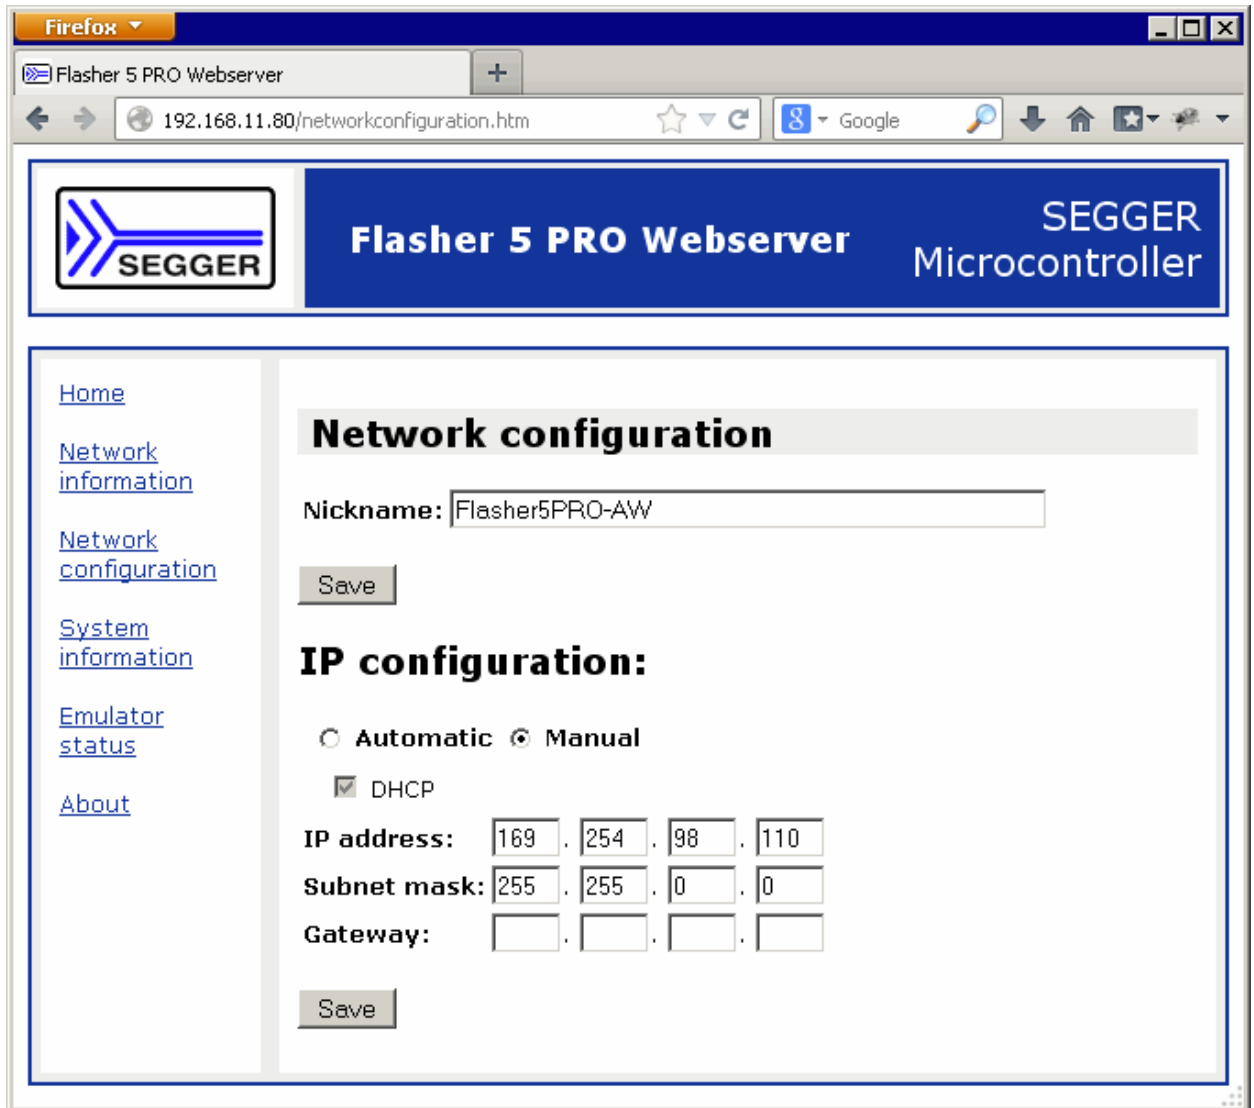 Firefox
Flasher 5 PRO Webserver
192.168.11.80/networkconfiguration.htm
8 Google
SEGGER
Flasher 5 PRO Webserver
SEGGER
Microcontroller
Home
Network
information
Network
configuration
System
information
Emulator
status
About
Network configuration
Nickname: Flasher5PRO-AW
Save
IP configuration:
Automatic Manual
DHCP
IP address: 169 . 254 . 98 . 110
Subnet mask: 255 . 255 . 0 . 0
Gateway: . . .
Save